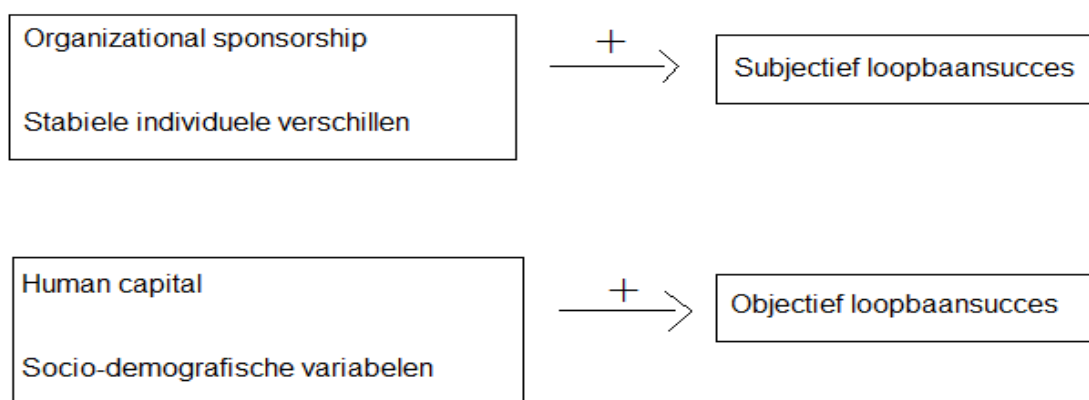 Organizational sponsorship
Stabiele individuele verschillen
+
Subjectief loopbaansucces
Human capital
Socio-demografische variabelen
+
Objectief loopbaansucces